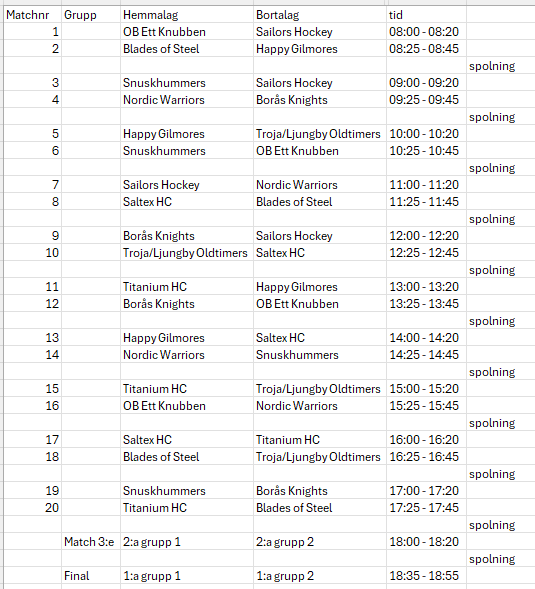 Matchnr Grupp Hemmalag Bortalag tid
1 OB Ett Knubben Sailors Hockey 08:00 - 08:20
2 Blades of Steel Happy Gilmores 08:25 - 08:45
spolning
3 Snuskhummers Sailors Hockey 09:00 - 09:20
4 Nordic Warriors Borås Knights 09:25 - 09:45
spolning
5 Happy Gilmores Troja/Ljungby Oldtimers 10:00 - 10:20
6 Snuskhummers OB Ett Knubben 10:25 - 10:45
spolning
7 Sailors Hockey Nordic Warriors 11:00 - 11:20
8 Saltex HC Blades of Steel 11:25 - 11:45
spolning
9 Borås Knights Sailors Hockey 12:00 - 12:20
10 Troja/Ljungby Oldtimers Saltex HC 12:25 - 12:45
spolning
11 Titanium HC Happy Gilmores 13:00 - 13:20
12 Borås Knights OB Ett Knubben 13:25 - 13:45
spolning
13 Happy Gilmores Saltex HC 14:00 - 14:20
14 Nordic Warriors Snuskhummers 14:25 - 14:45
spolning
15 Titanium HC Troja/Ljungby Oldtimers 15:00 - 15:20
16 OB Ett Knubben Nordic Warriors 15:25 - 15:45
spolning
17 Saltex HC Titanium HC 16:00 - 16:20
18 Blades of Steel Troja/Ljungby Oldtimers 16:25 - 16:45
spolning
19 Snuskhummers Borås Knights 17:00 - 17:20
20 Titanium HC Blades of Steel 17:25 - 17:45
spolning
Match 3:e 2:a grupp 1 2:a grupp 2 18:00 - 18:20
spolning
Final 1:a grupp 1 1:a grupp 2 18:35 - 18:55